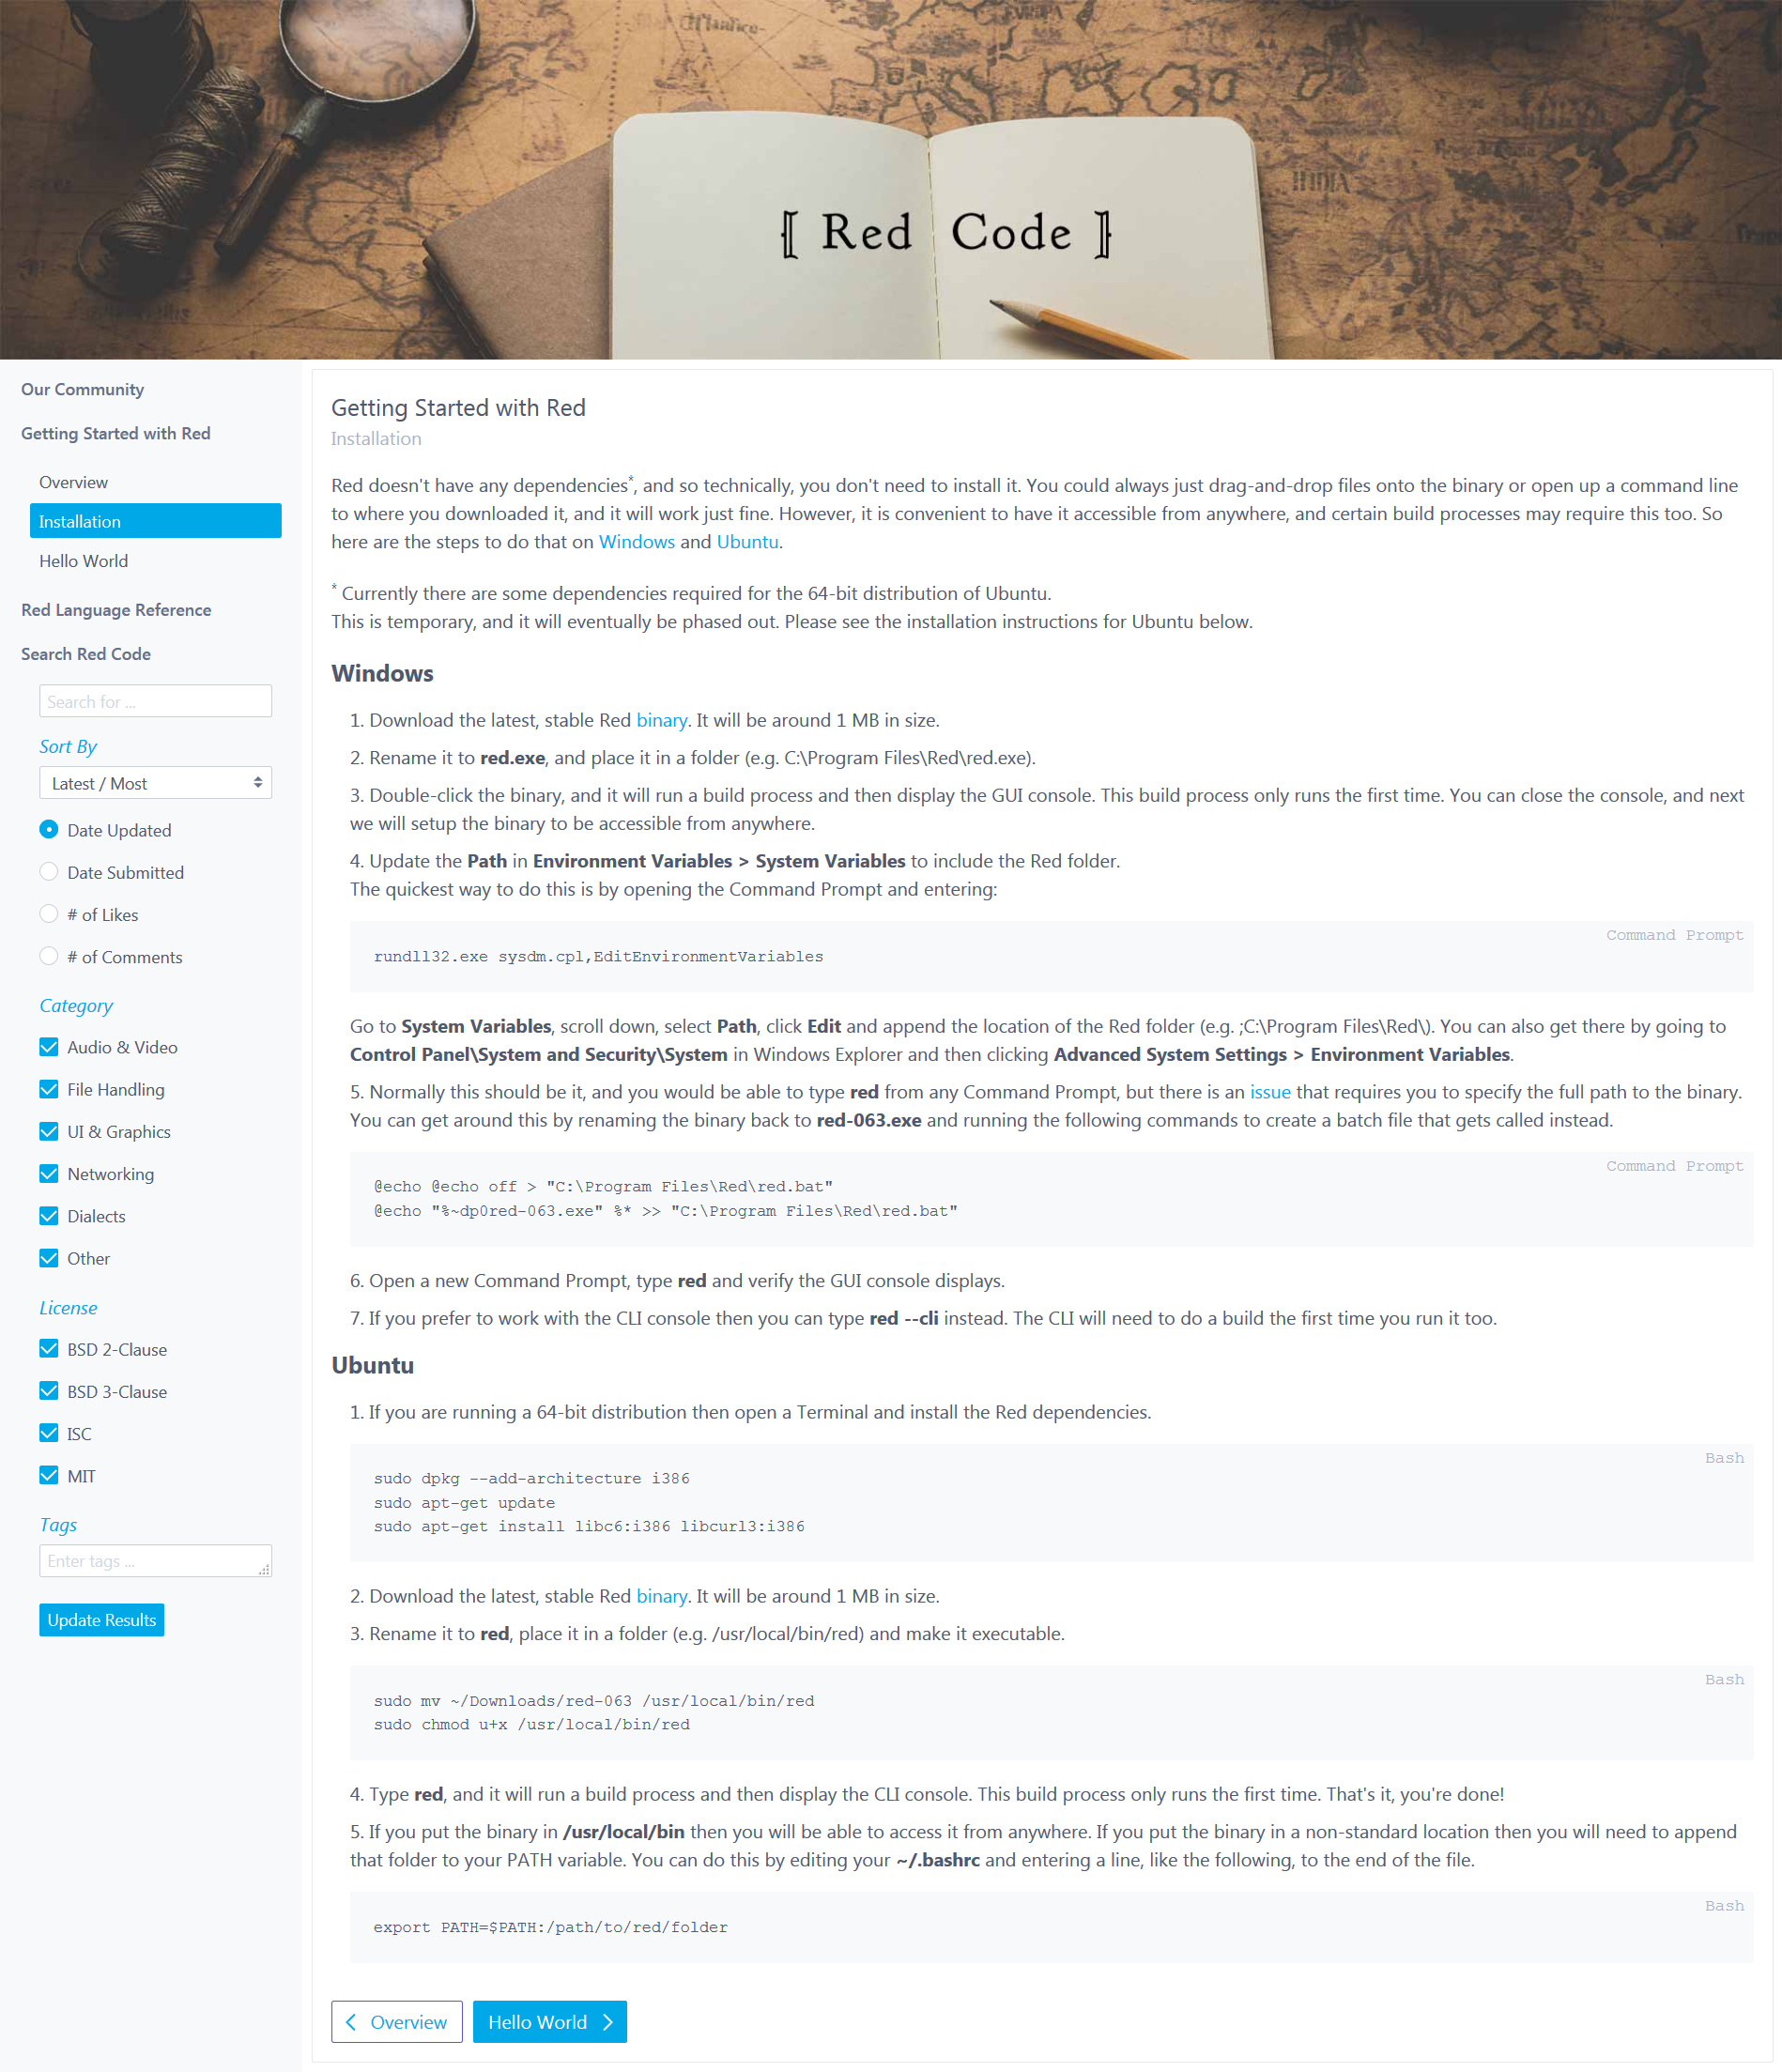 [ Red Code ]
INDIA
Our Community
Getting Started with Red
Overview
Installation
Hello World
Red Language Reference
Search Red Code
Search for ...
Sort By
Latest / Most
Date Updated
Date Submitted
# of Likes
# of Comments
Category
Audio & Video
File Handling
UI & Graphics
Networking
Dialects
Other
License
BSD 2-Clause
BSD 3-Clause
ISC
MIT
Tags
Enter tags ...
Update Results
Getting Started with Red
Installation
Red doesn't have any dependencies*, and so technically, you don't need to install it. You could always just drag-and-drop files onto the binary or open up a command line
to where you downloaded it, and it will work just fine. However, it is convenient to have it accessible from anywhere, and certain build processes may require this too. So
here are the steps to do that on Windows and Ubuntu.
* Currently there are some dependencies required for the 64-bit distribution of Ubuntu.
This is temporary, and it will eventually be phased out. Please see the installation instructions for Ubuntu below.
Windows
1. Download the latest, stable Red binary. It will be around 1 MB in size.
2. Rename it to red.exe, and place it in a folder (e.g. C:\Program Files\Red\red.exe).
3. Double-click the binary, and it will run a build process and then display the GUI console. This build process only runs the first time. You can close the console, and next
we will setup the binary to be accessible from anywhere.
4. Update the Path in Environment Variables > System Variables to include the Red folder.
The quickest way to do this is by opening the Command Prompt and entering:
Command Prompt
rundll32.exe sysdm.cpl,EditEnvironmentVariables
Go to System Variables, scroll down, select Path, click Edit and append the location of the Red folder (e.g. ;C:\Program Files\Red\). You can also get there by going to
Control Panel\System and Security\System in Windows Explorer and then clicking Advanced System Settings > Environment Variables.
5. Normally this should be it, and you would be able to type red from any Command Prompt, but there is an issue that requires you to specify the full path to the binary.
You can get around this by renaming the binary back to red-063.exe and running the following commands to create a batch file that gets called instead.
Command Prompt
@echo @echo off > "C:\Program Files\Red\red.bat"
@echo "%~dp0red-063.exe" %* >> "C:\Program Files\Red\red.bat"
6. Open a new Command Prompt, type red and verify the GUI console displays.
7. If you prefer to work with the CLI console then you can type red --cli instead. The CLI will need to do a build the first time you run it too.
Ubuntu
1. If you are running a 64-bit distribution then open a Terminal and install the Red dependencies.
Bash
sudo dpkg --add-architecture i386
sudo apt-get update
sudo apt-get install libc6:i386 libcurl3:i386
2. Download the latest, stable Red binary. It will be around 1 MB in size.
3. Rename it to red, place it in a folder (e.g. /usr/local/bin/red) and make it executable.
Bash
sudo mv ~/Downloads/red-063 /usr/local/bin/red
sudo chmod u+x /usr/local/bin/red
4. Type red, and it will run a build process and then display the CLI console. This build process only runs the first time. That's it, you're done!
5. If you put the binary in /usr/local/bin then you will be able to access it from anywhere. If you put the binary in a non-standard location then you will need to append
that folder to your PATH variable. You can do this by editing your ~/.bashrc and entering a line, like the following, to the end of the file.
Bash
export PATH=$PATH:/path/to/red/folder
Overview
Hello World